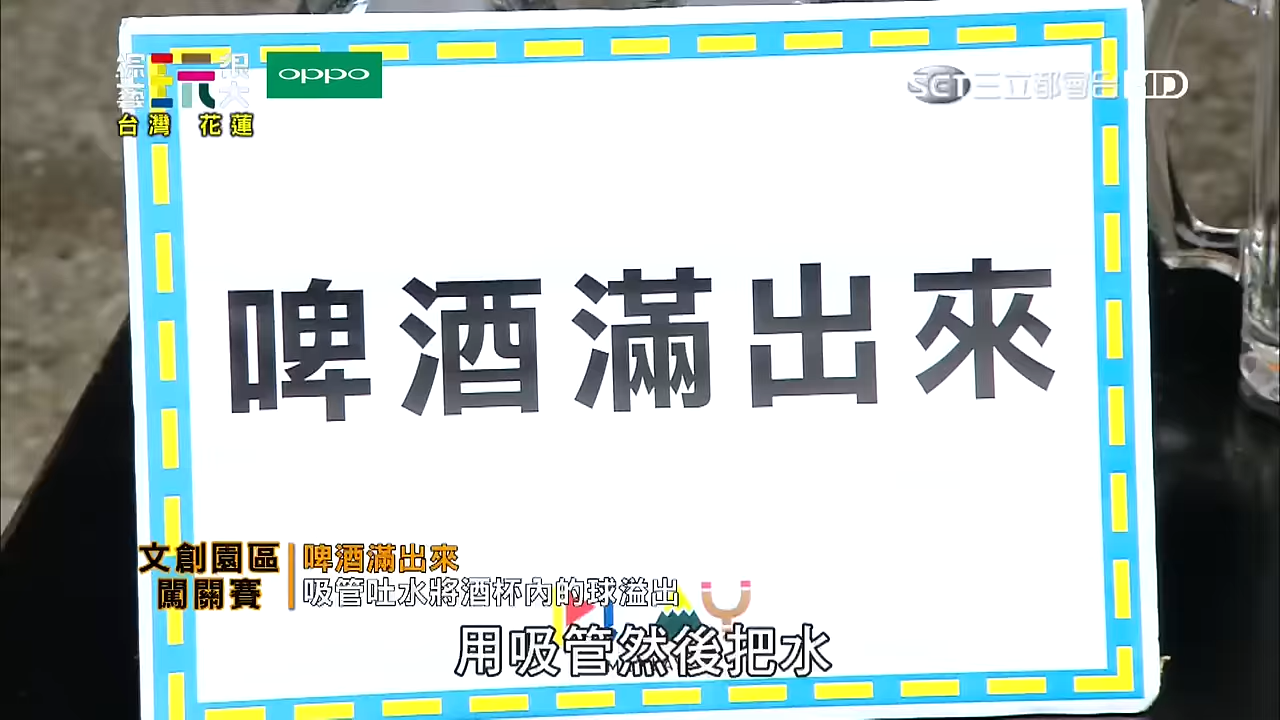 綜藝玩很大
oppo
台灣 花蓮
SET三立都會台HD
啤酒滿出來
文創園區
闖關賽
啤酒滿出來
吸管吐水將酒杯內的球溢出
用吸管然後把水